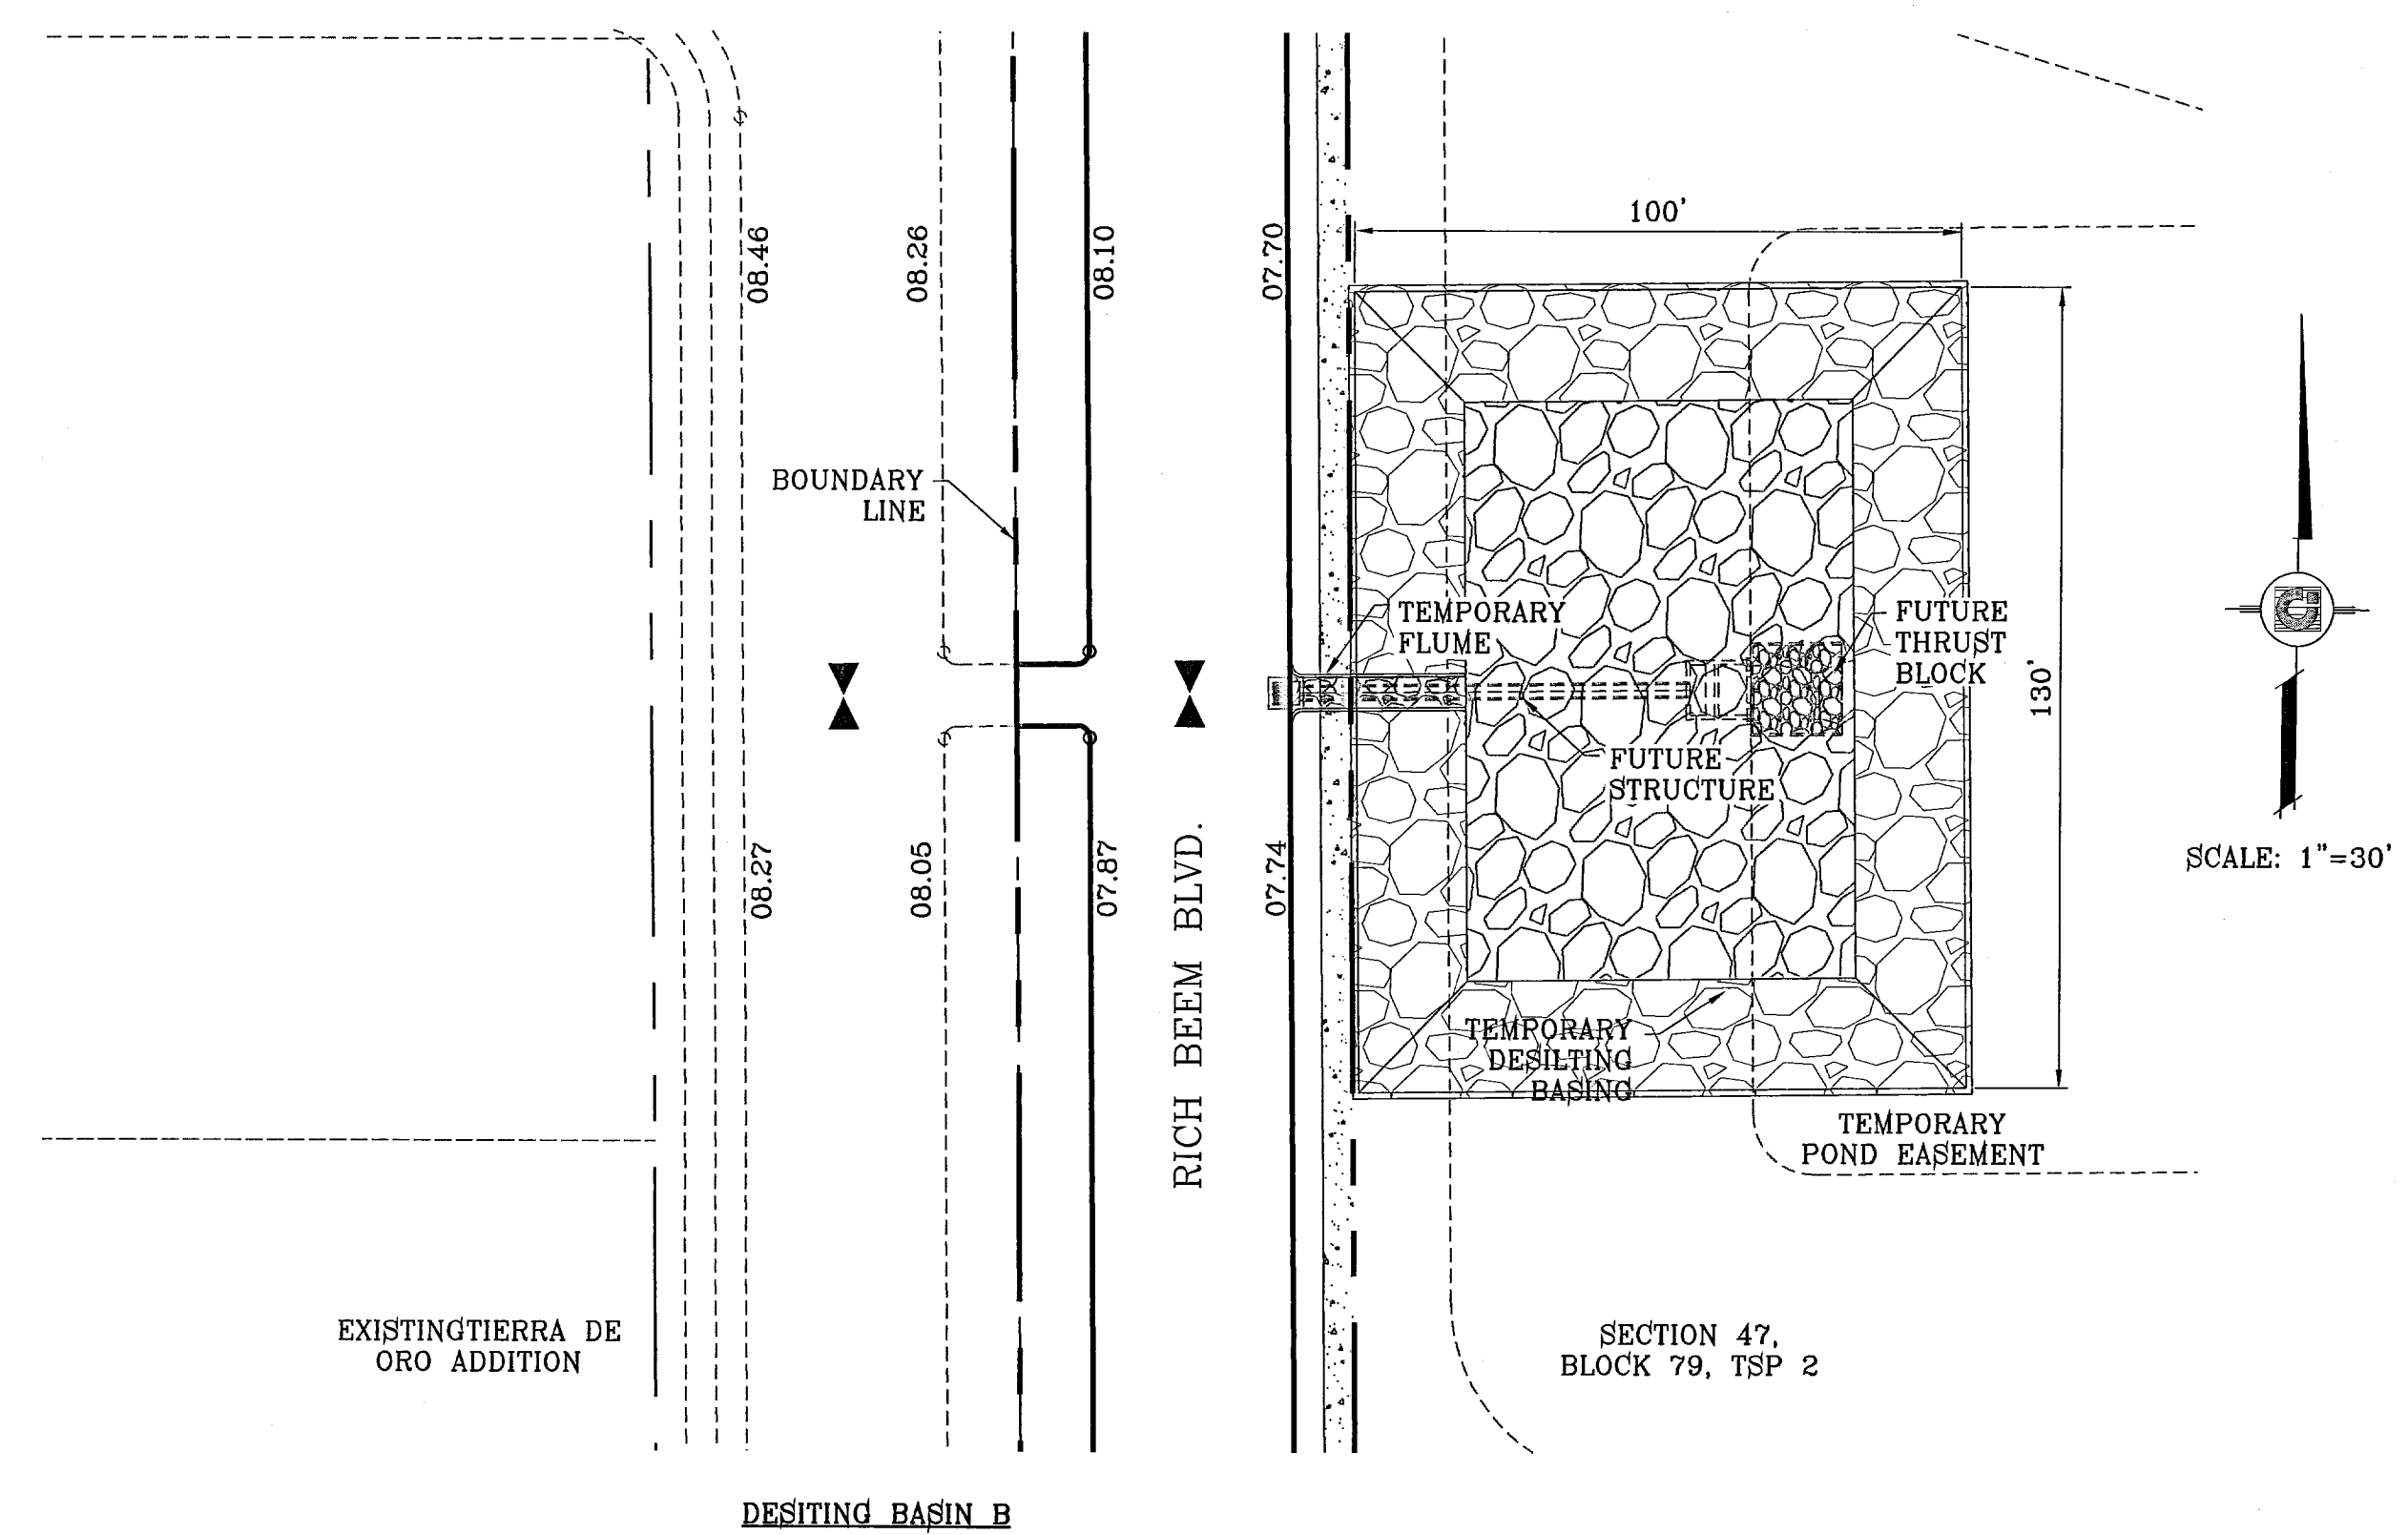 100'
08.46
08.26
08.10
07.70
BOUNDARY
LINE
TEMPORARY
FLUME
FUTURE
THRUST
BLOCK
130'
FUTURE
STRUCTURE
08.27
08.05
07.87
RICH BEEM BLVD.
07.74
SCALE: 1"=30'
TEMPORARY
DESILTING
BASING
TEMPORARY
POND EASEMENT
EXISTINGTIERRA DE
ORO ADDITION
SECTION 47,
BLOCK 79, TSP 2
DESITING BASIN B